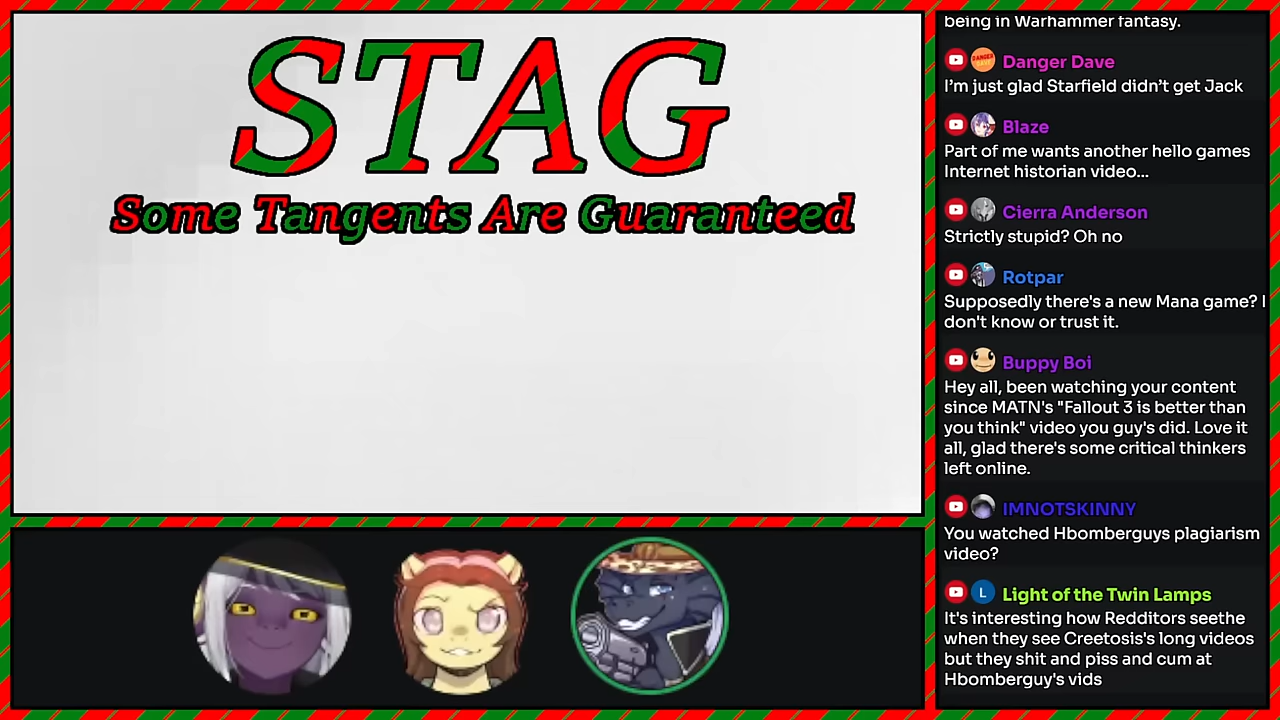 STAG
Some Tangents Are Guaranteed
being in Warhammer fantasy.
Danger Dave
I'm just glad Starfield didn't get Jack
Blaze
Part of me wants another hello games
Internet historian video...
Cierra Anderson
Strictly stupid? Oh no
Rotpar
Supposedly there's a new Mana game? I
don't know or trust it.
Buppy Boi
Hey all, been watching your content
since MATN's "Fallout 3 is better than
you think" video you guy's did. Love it
all, glad there's some critical thinkers
left online.
IMNOTSKINNY
You watched Hbomberguys plagiarism
video?
L
Light of the Twin Lamps
It's interesting how Redditors seethe
when they see Creetosis's long videos
but they shit and piss and cum at
Hbomberguy's vids